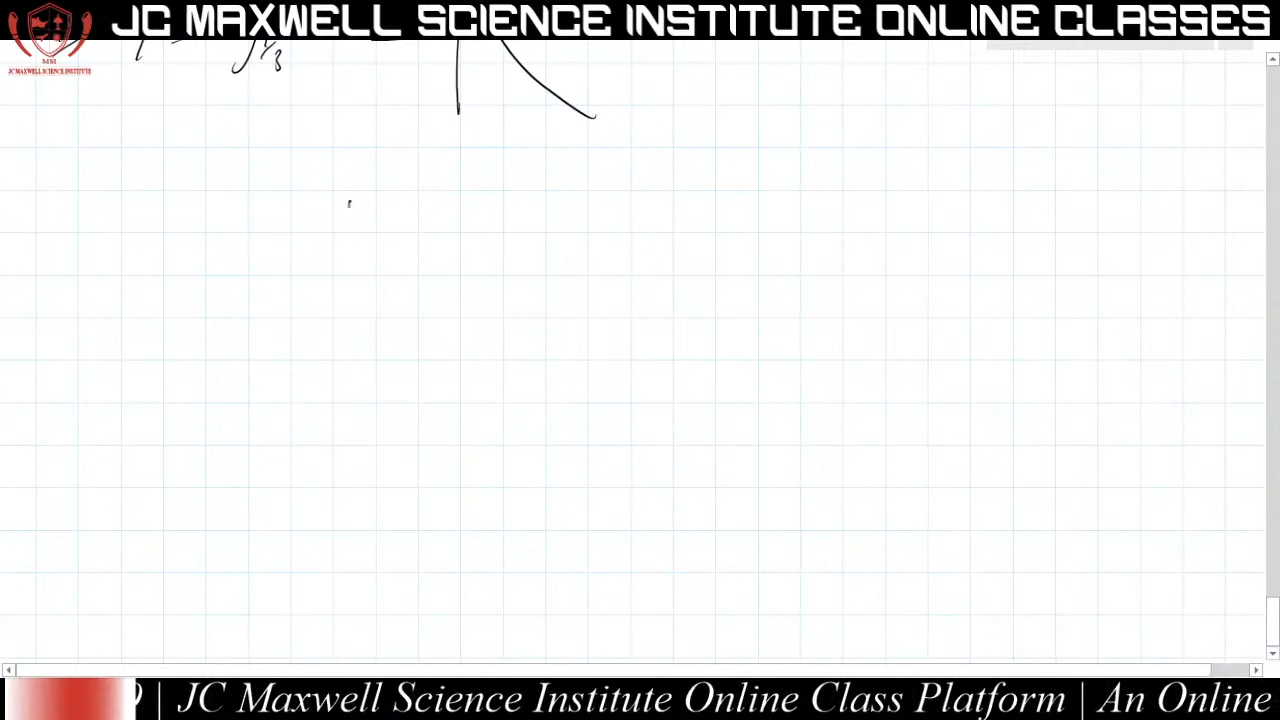 JC MAXWELL SCIENCE INSTITUTE ONLINE CLASSES
MSI
JC MAXWELL SCIENCE INSTITUTE
| JC Maxwell Science Institute Online Class Platform | An Online